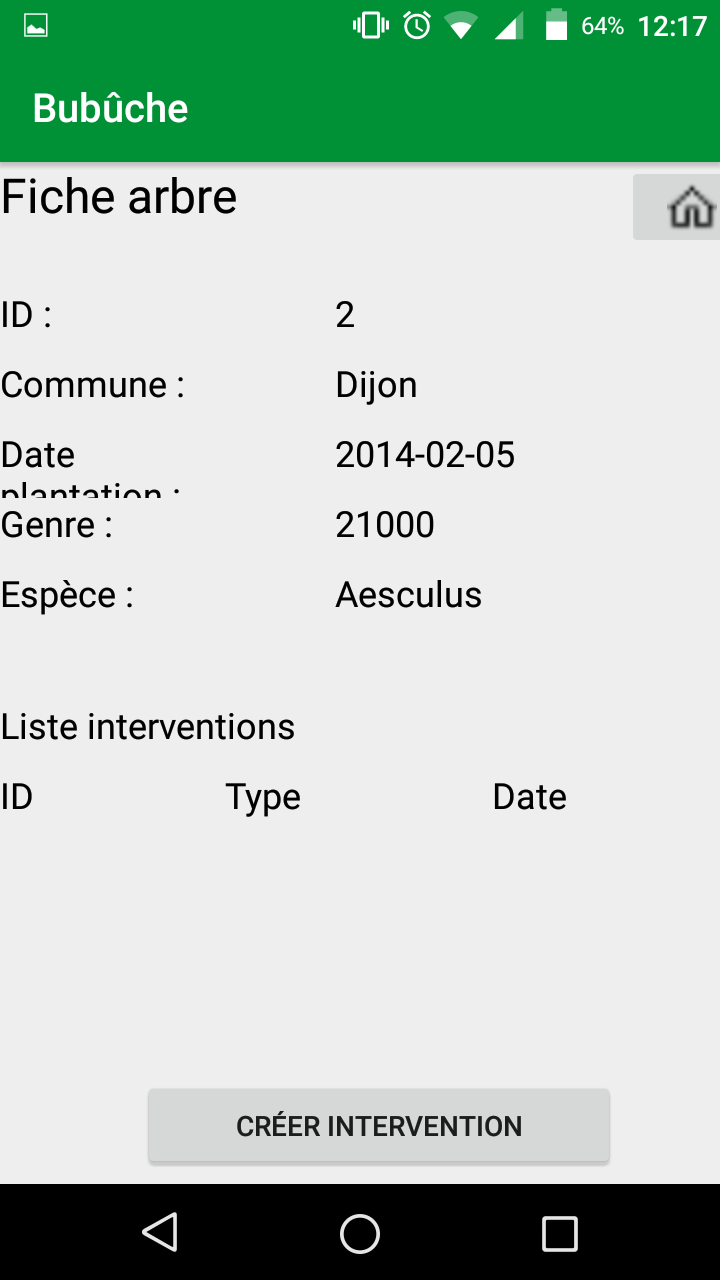 64% 12:17
Bubûche
Fiche arbre
ID : 2
Commune : Dijon
Date 2014-02-05
plantation :
Genre : 21000
Espèce : Aesculus
Liste interventions
ID Type Date
CRÉER INTERVENTION